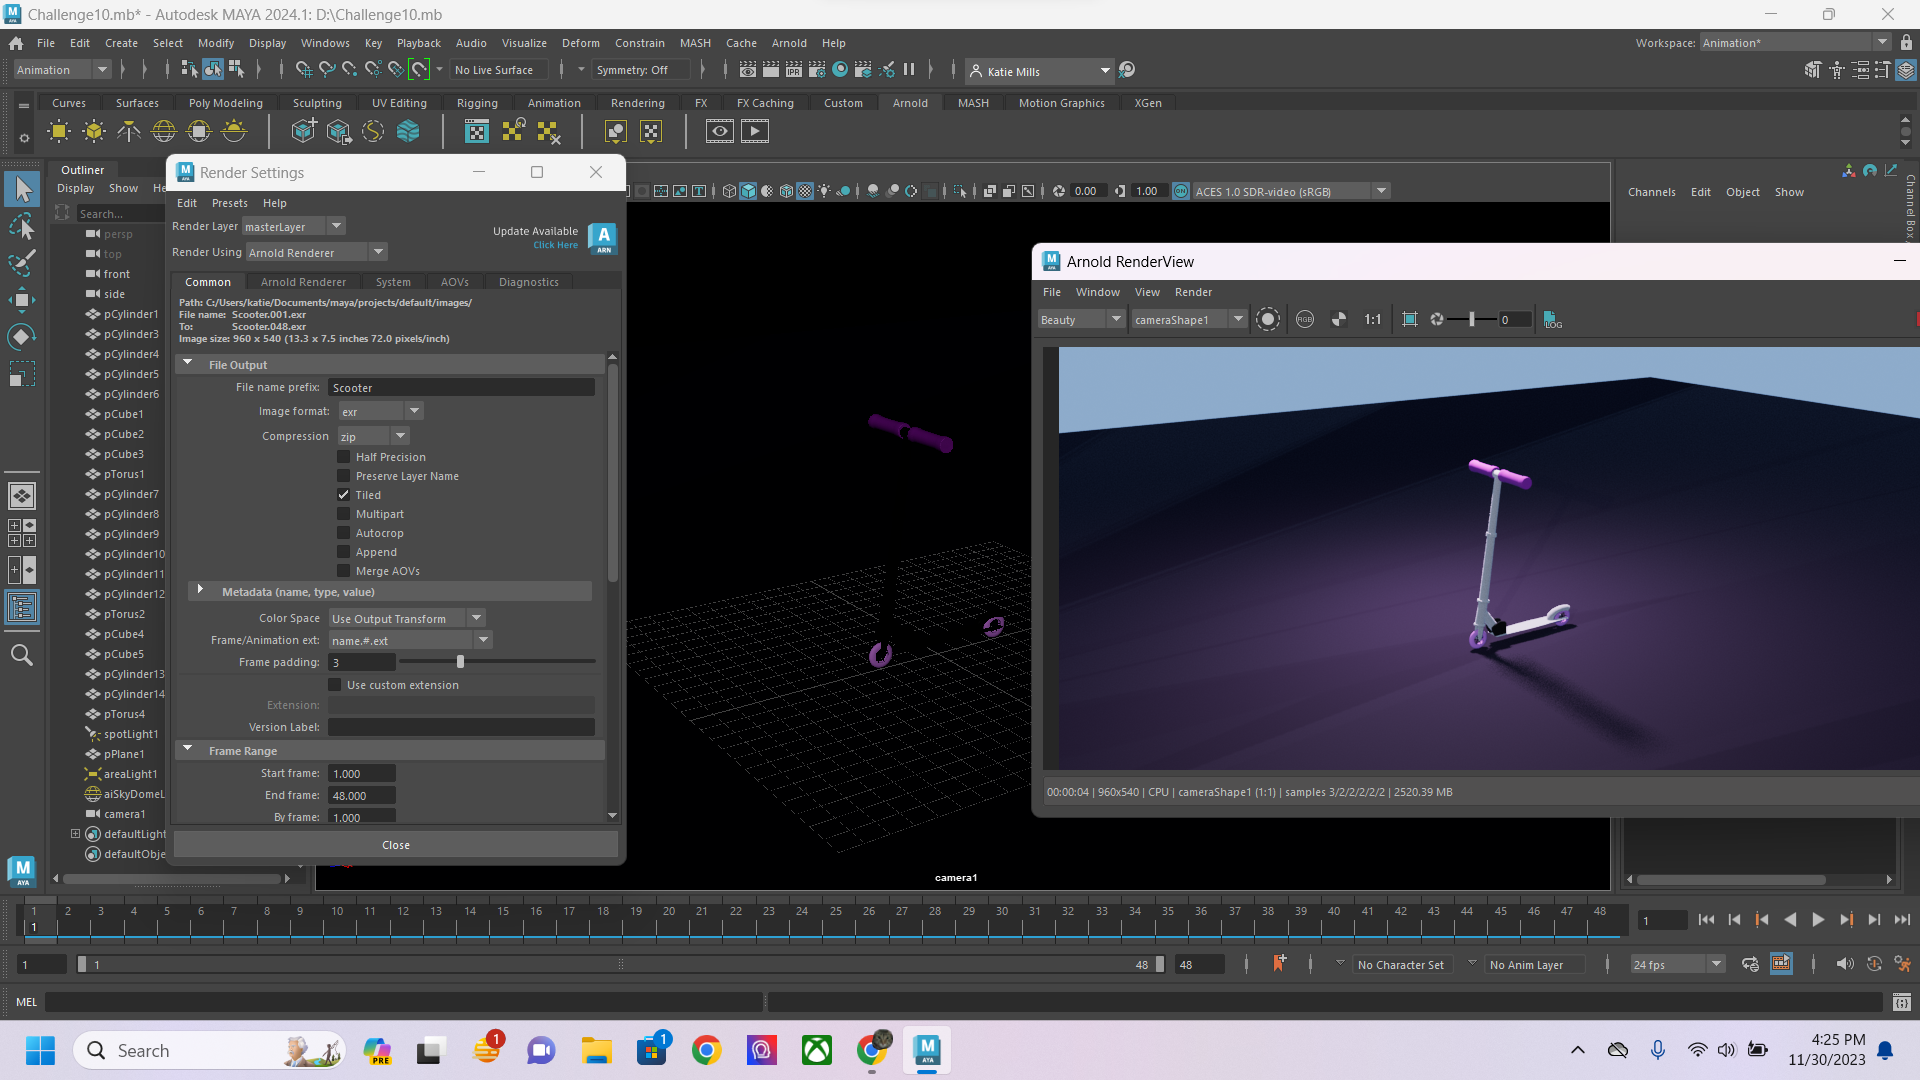 Challenge10.mb* - Autodesk MAYA 2024.1: D:\Challenge10.mb
File Edit Create Select Modify Display Windows Key Playback Audio Visualize Deform Constrain MASH Cache Arnold Help
Workspace: Animation*
Animation
No Live Surface
Symmetry: Off
Katie Mills
Curves Surfaces Poly Modeling Sculpting UV Editing Rigging Animation Rendering FX FX Caching Custom Arnold MASH Motion Graphics XGen
Outliner
Display Show He
Search...
persp
top
front
side
pCylinder1
pCylinder3
pCylinder4
pCylinder5
pCylinder6
pCube1
pCube2
pCube3
pTorus1
pCylinder7
pCylinder8
pCylinder9
pCylinder10
pCylinder11
pCylinder12
pTorus2
pCube4
pCube5
pCylinder13
pCylinder14
pTorus4
spotLight1
pPlane1
areaLight1
aiSkyDomeL
camera1
defaultLight
defaultObje
Render Settings
Edit Presets Help
Render Layer masterLayer
Render Using Arnold Renderer
Update Available
Click Here
A
ARN
Common Arnold Renderer System AOVs Diagnostics
Path: C:/Users/katie/Documents/maya/projects/default/images/
File name: Scooter.001.exr
To: Scooter.048.exr
Image size: 960 x 540 (13.3 x 7.5 inches 72.0 pixels/inch)
File Output
File name prefix: Scooter
Image format: exr
Compression zip
Half Precision
Preserve Layer Name
Tiled
Multipart
Autocrop
Append
Merge AOVs
Metadata (name, type, value)
Color Space Use Output Transform
Frame/Animation ext: name.#.ext
Frame padding: 3
Use custom extension
Extension:
Version Label:
Frame Range
Start frame: 1.000
End frame: 48.000
By frame: 1.000
Close
0.00
1.00
ACES 1.0 SDR-video (sRGB)
camera1
Channels Edit Object Show
Channel Box /
Arnold RenderView
File Window View Render
Beauty
cameraShape1
RGB
1:1
0
LOG
00:00:04 | 960x540 | CPU | cameraShape1 (1:1) | samples 3/2/2/2/2/2 | 2520.39 MB
1 2 3 4 5 6 7 8 9 10 11 12 13 14 15 16 17 18 19 20 21 22 23 24 25 26 27 28 29 30 31 32 33 34 35 36 37 38 39 40 41 42 43 44 45 46 47 48
1
1
1
1
48
48
No Character Set
No Anim Layer
24 fps
MEL
Search
PRE
1
1
M
AYA
4:25 PM
11/30/2023